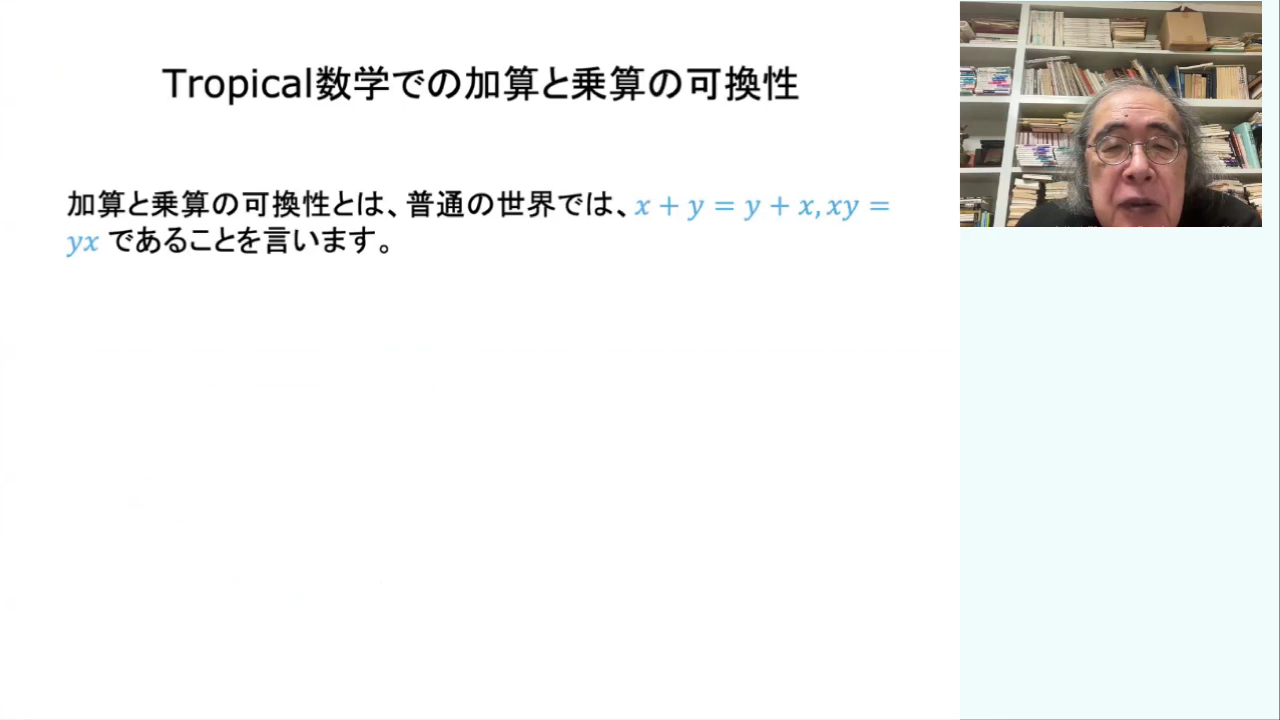 Tropical数学での加算と乗算の可換性
加算と乗算の可換性とは、普通の世界では、x + y = y + x, xy =
yx であることを言います。